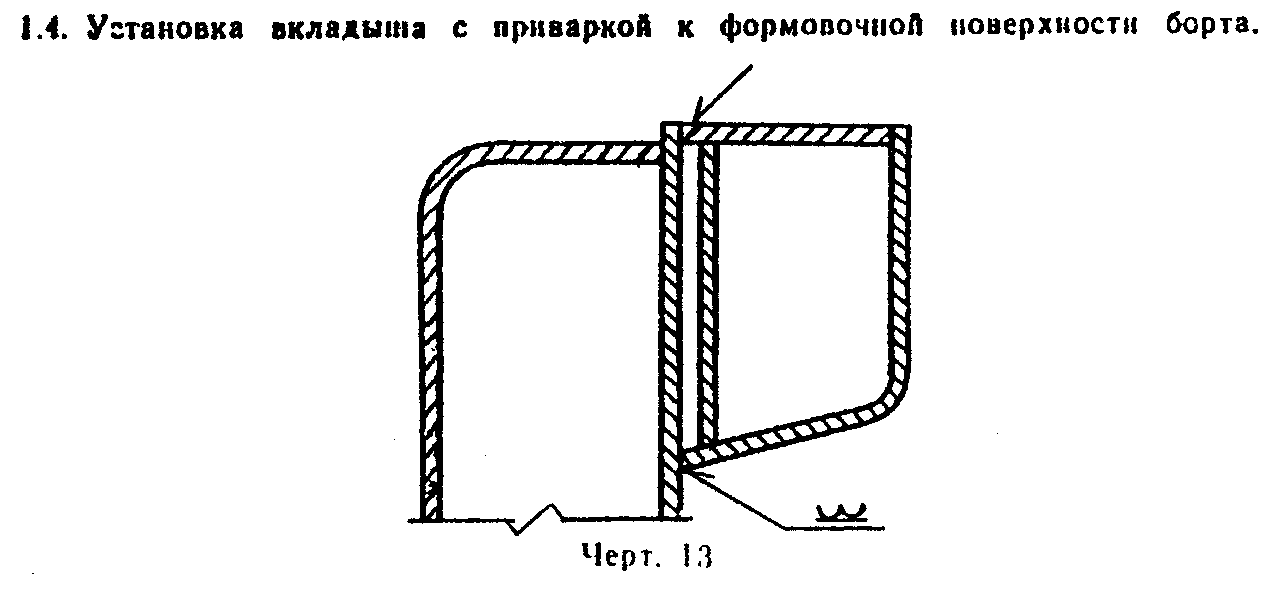 1.4. Установка вкладыша с приваркой к формовочной поверхности борта.
Черт. 13